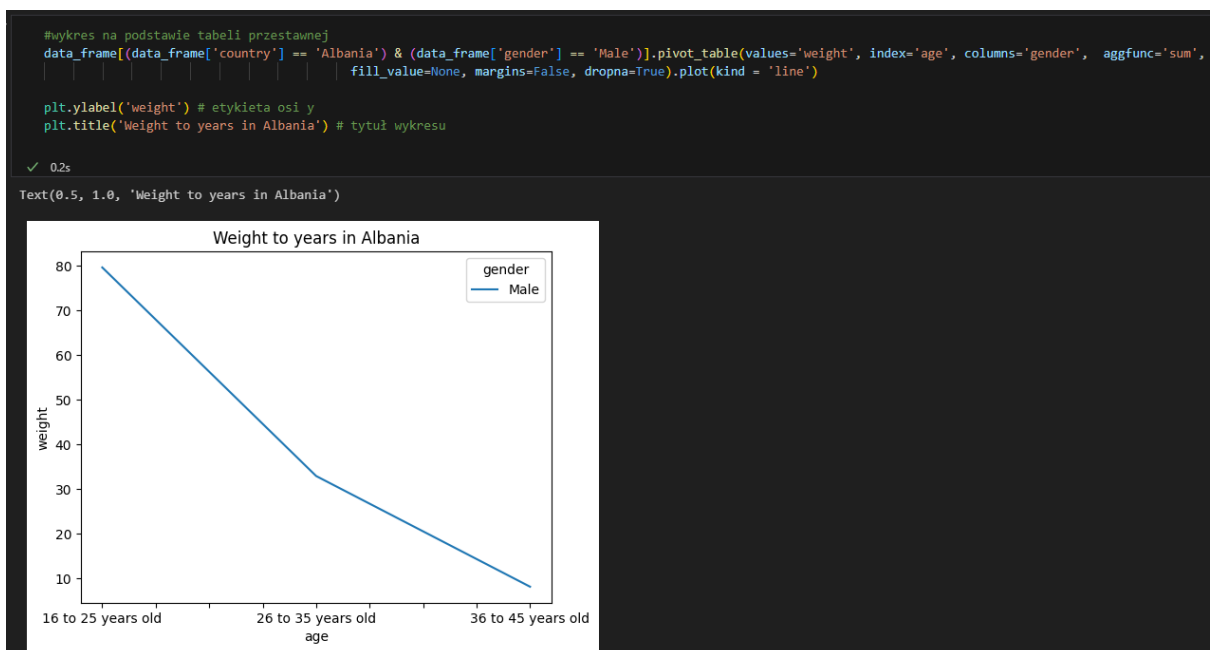 #wykres na podstawie tabeli przestawnej
data_frame[(data_frame['country'] == 'Albania') & (data_frame['gender'] == 'Male')].pivot_table(values='weight', index='age', columns='gender',  aggfunc='sum',
fill_value=None, margins=False, dropna=True).plot(kind = 'line')
plt.ylabel('weight') # etykieta osi y
plt.title('Weight to years in Albania') # tytuł wykresu
✓ 0.2s
Text(0.5, 1.0, 'Weight to years in Albania')
Weight to years in Albania
gender
Male
80
70
60
50
40
30
20
10
weight
16 to 25 years old 26 to 35 years old 36 to 45 years old
age